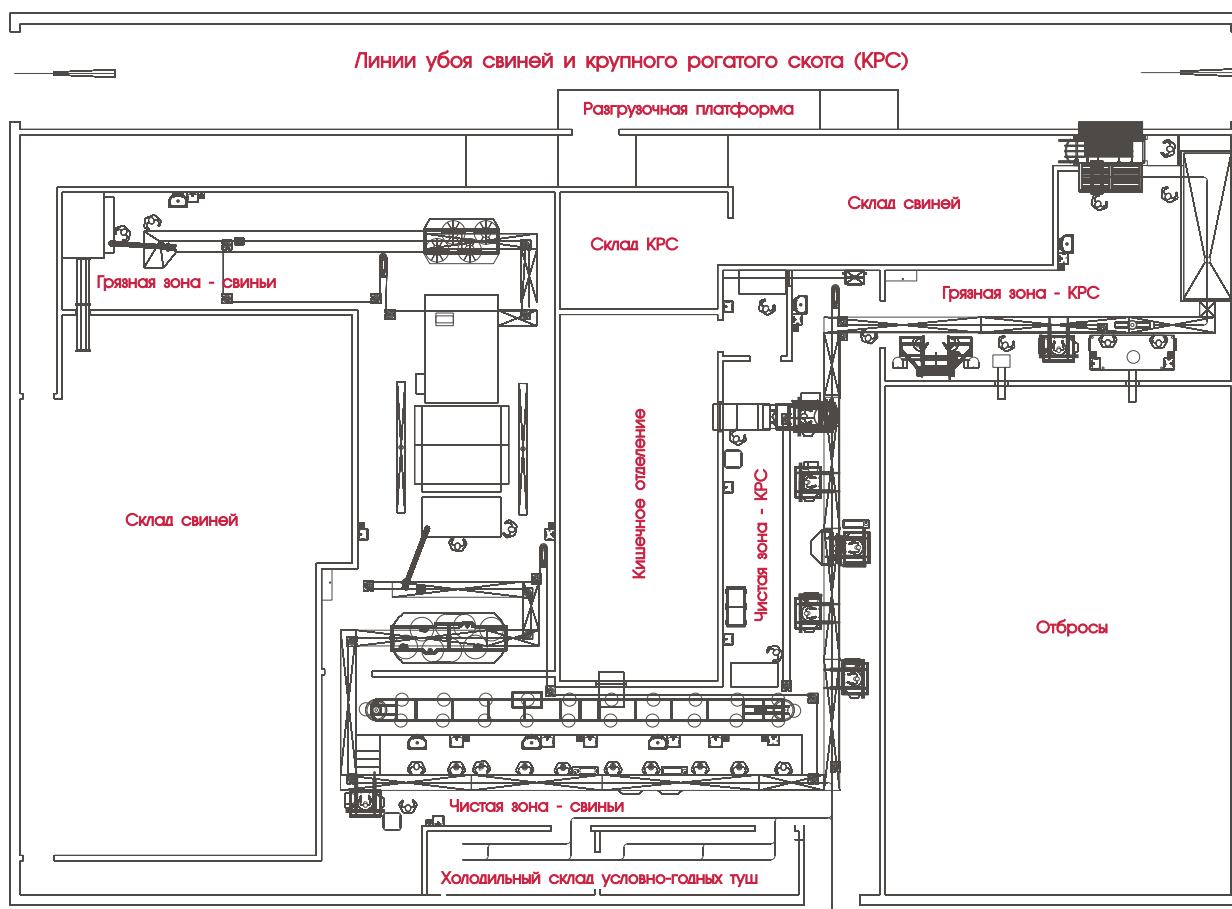 Линии убоя свиней и крупного рогатого скота (КРС)
Разгрузочная платформа
Склад свиней
Склад КРС
Грязная зона - свиньи
Грязная зона - КРС
Кишечное отделение
Чистая зона - КРС
Склад свиней
Отбросы
Чистая зона - свиньи
Холодильный склад условно-годных туш